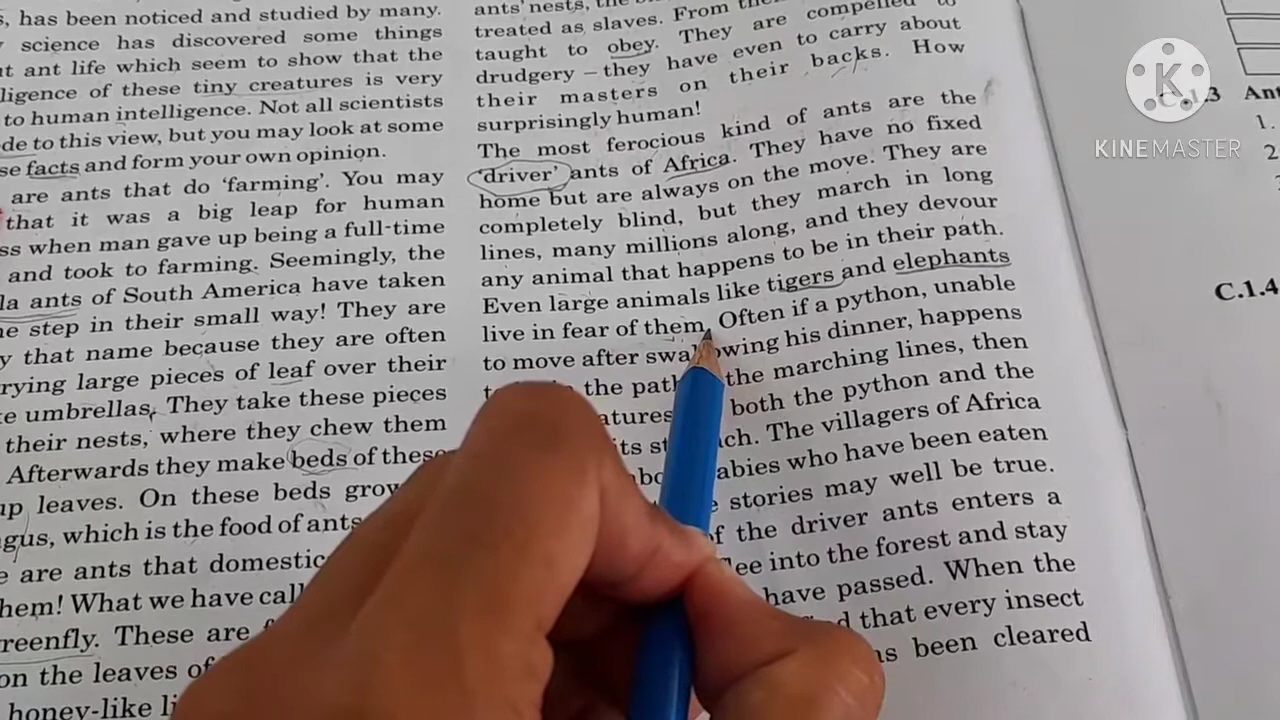 s, has been noticed and studied by many.
science has discovered some things
ant life which seem to show that the
ligence of these tiny creatures is very
to human intelligence. Not all scientists
de to this view, but you may look at some
se facts and form your own opinion.
are ants that do ‘farming’. You may
that it was a big leap for human
ss when man gave up being a full-time
and took to farming. Seemingly, the
la ants of South America have taken
ne step in their small way! They are
y that name because they are often
rying large pieces of leaf over their
umbrellas. They take these pieces
their nests, where they chew them
Afterwards they make beds of these
up leaves. On these beds grow
gus, which is the food of ants
e are ants that domestic
hem! What we have call
reenfly. These are
on the leaves of
honey-like li
ants’ nests, the
treated as slaves. From
taught to obey. They are compelled to
drudgery – they have even to carry about
their masters on their backs. How
surprisingly human!
The most ferocious kind of ants are the
‘driver’ ants of Africa. They have no fixed
home but are always on the move. They are
completely blind, but they march in long
lines, many millions along, and they devour
any animal that happens to be in their path.
Even large animals like tigers and elephants
live in fear of them. Often if a python, unable
to move after swallowing his dinner, happens
the path the marching lines, then
atures both the python and the
its st ch. The villagers of Africa
abies who have been eaten
stories may well be true.
of the driver ants enters a
ee into the forest and stay
have passed. When the
d that every insect
as been cleared
K
KINEMASTER
C.1.3 Ant
1.
2
C.1.4